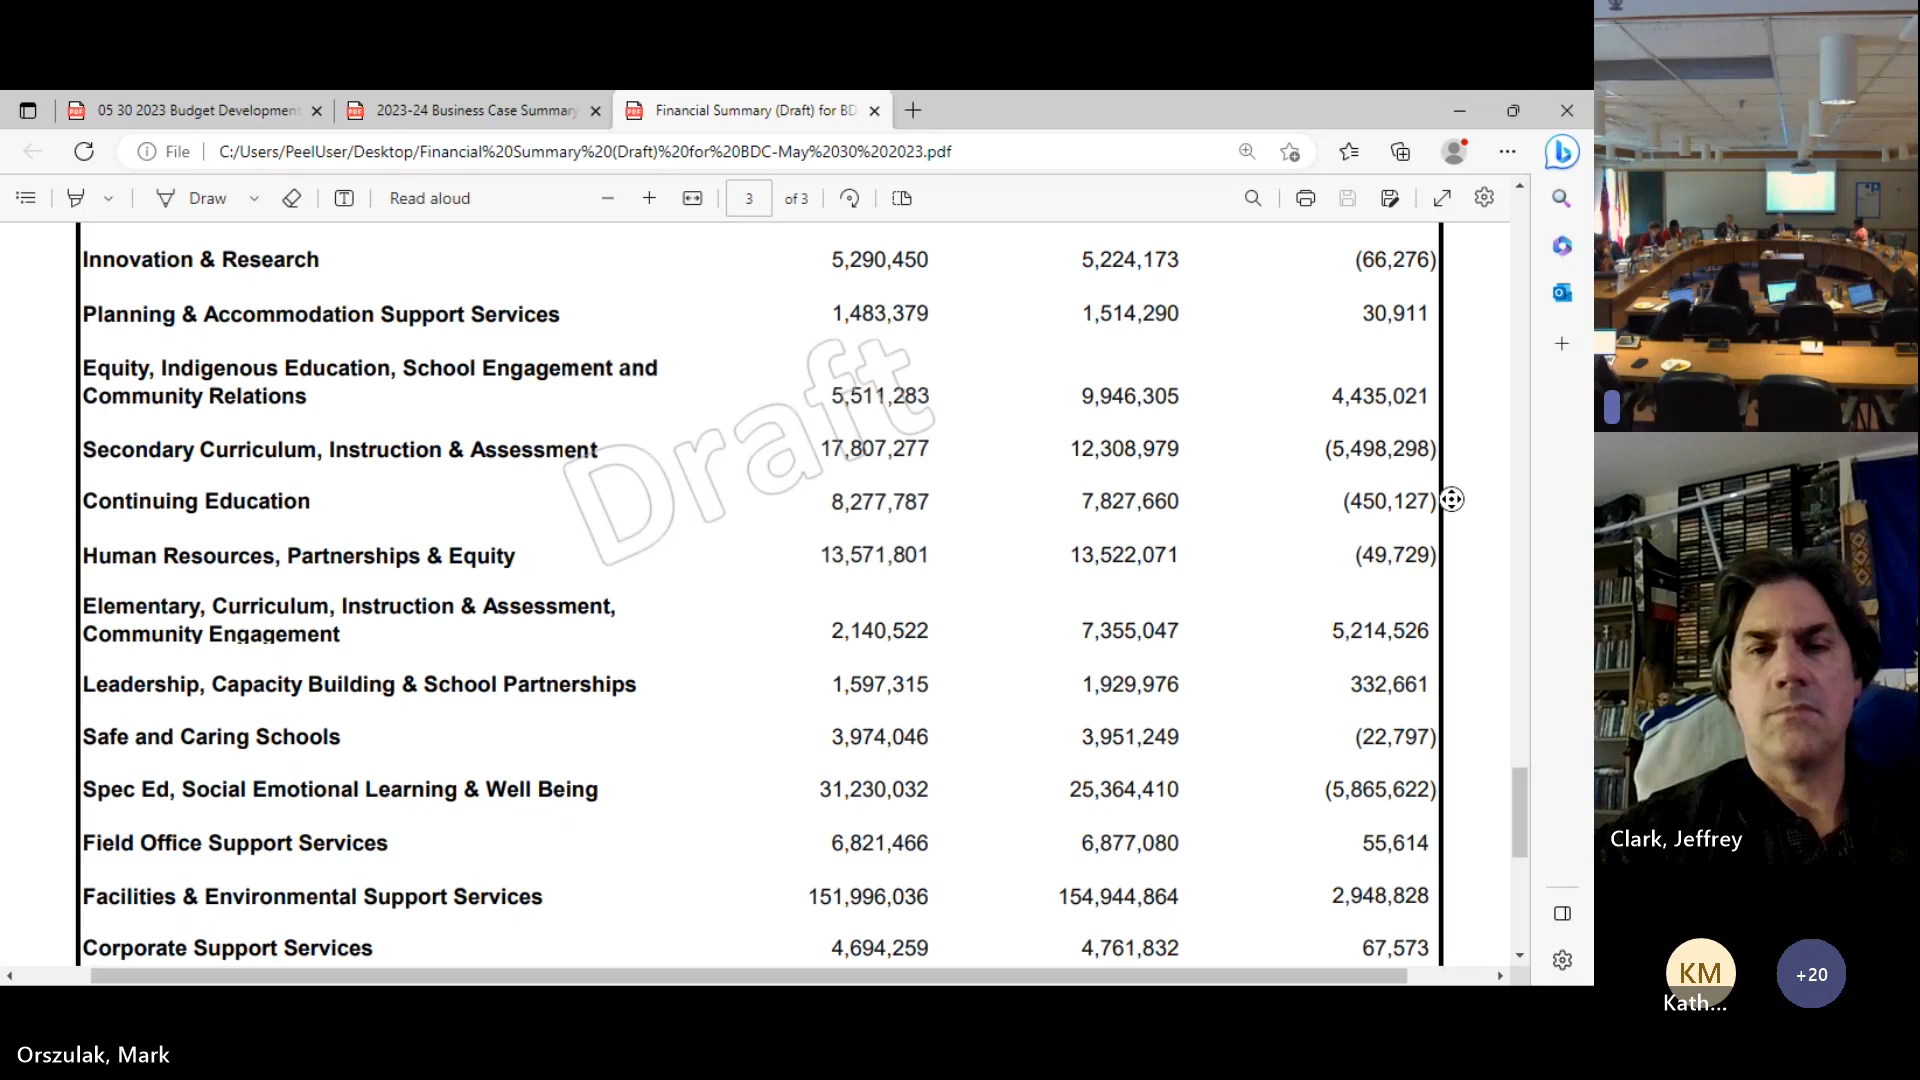 05 30 2023 Budget Development
2023-24 Business Case Summary
Financial Summary (Draft) for BD
File
C:/Users/PeelUser/Desktop/Financial%20Summary%20(Draft)%20for%20BDC-May%2030%202023.pdf
Draw
Read aloud
3 of 3
Innovation & Research 5,290,450 5,224,173 (66,276)
Planning & Accommodation Support Services 1,483,379 1,514,290 30,911
Equity, Indigenous Education, School Engagement and
Community Relations 5,511,283 9,946,305 4,435,021
Secondary Curriculum, Instruction & Assessment 17,807,277 12,308,979 (5,498,298)
Continuing Education 8,277,787 7,827,660 (450,127)
Human Resources, Partnerships & Equity 13,571,801 13,522,071 (49,729)
Elementary, Curriculum, Instruction & Assessment,
Community Engagement 2,140,522 7,355,047 5,214,526
Leadership, Capacity Building & School Partnerships 1,597,315 1,929,976 332,661
Safe and Caring Schools 3,974,046 3,951,249 (22,797)
Spec Ed, Social Emotional Learning & Well Being 31,230,032 25,364,410 (5,865,622)
Field Office Support Services 6,821,466 6,877,080 55,614
Facilities & Environmental Support Services 151,996,036 154,944,864 2,948,828
Corporate Support Services 4,694,259 4,761,832 67,573
Draft
Clark, Jeffrey
KM
Kath...
+20
Orszulak, Mark